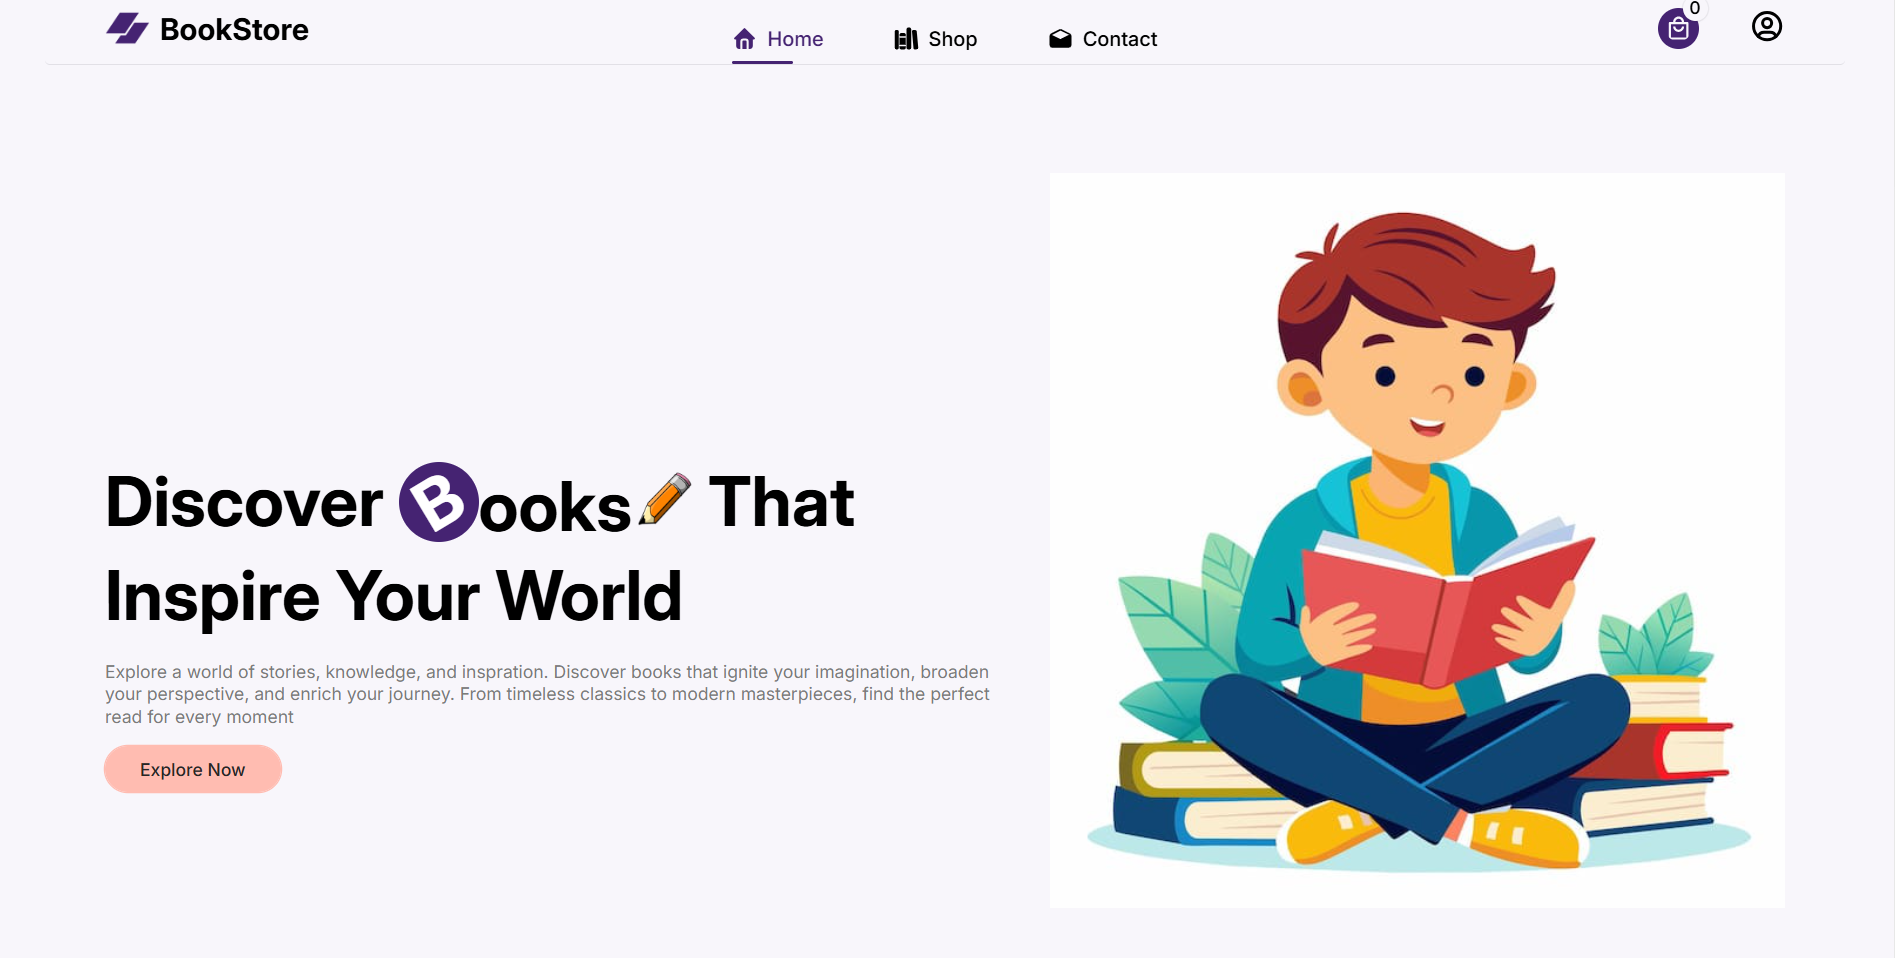 BookStore
Home
Shop
Contact
0
Discover Books✏️ That
Inspire Your World
Explore a world of stories, knowledge, and inspration. Discover books that ignite your imagination, broaden
your perspective, and enrich your journey. From timeless classics to modern masterpieces, find the perfect
read for every moment
Explore Now